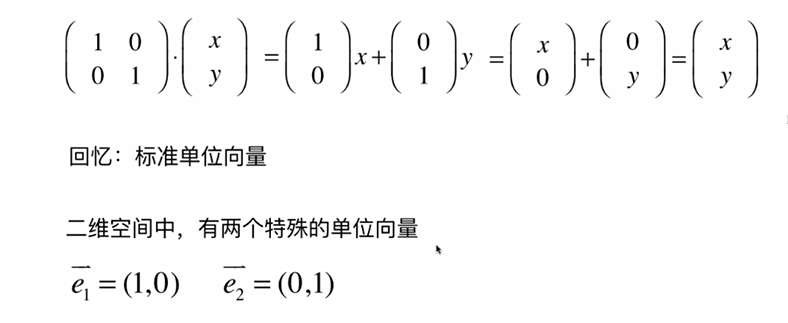 $\begin{pmatrix} 1 & 0 \\ 0 & 1 \end{pmatrix} \cdot \begin{pmatrix} x \\ y \end{pmatrix} = \begin{pmatrix} 1 \\ 0 \end{pmatrix} x + \begin{pmatrix} 0 \\ 1 \end{pmatrix} y = \begin{pmatrix} x \\ 0 \end{pmatrix} + \begin{pmatrix} 0 \\ y \end{pmatrix} = \begin{pmatrix} x \\ y \end{pmatrix}$
回忆：标准单位向量
二维空间中，有两个特殊的单位向量
$\overline{e_1} = (1,0) \quad \overline{e_2} = (0,1)$